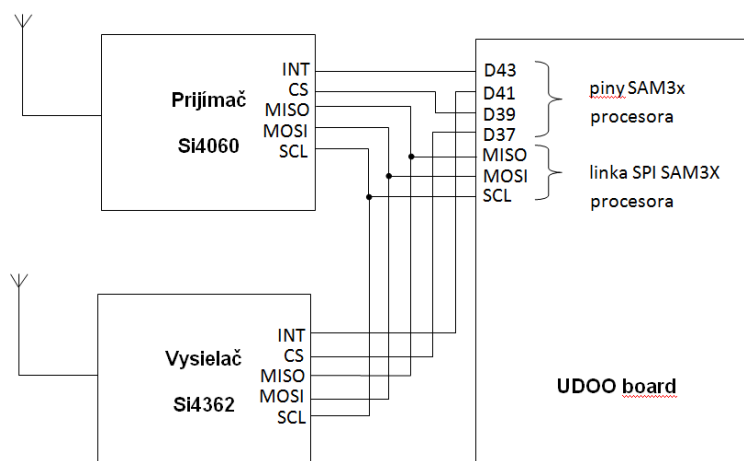 INT
CS
MISO
MOSI
SCL
Prijímač
Si4060
D43
D41
D39
D37
MISO
MOSI
SCL
piny SAM3x
procesora
linka SPI SAM3X
procesora
INT
CS
MISO
MOSI
SCL
Vysielač
Si4362
UDOO board